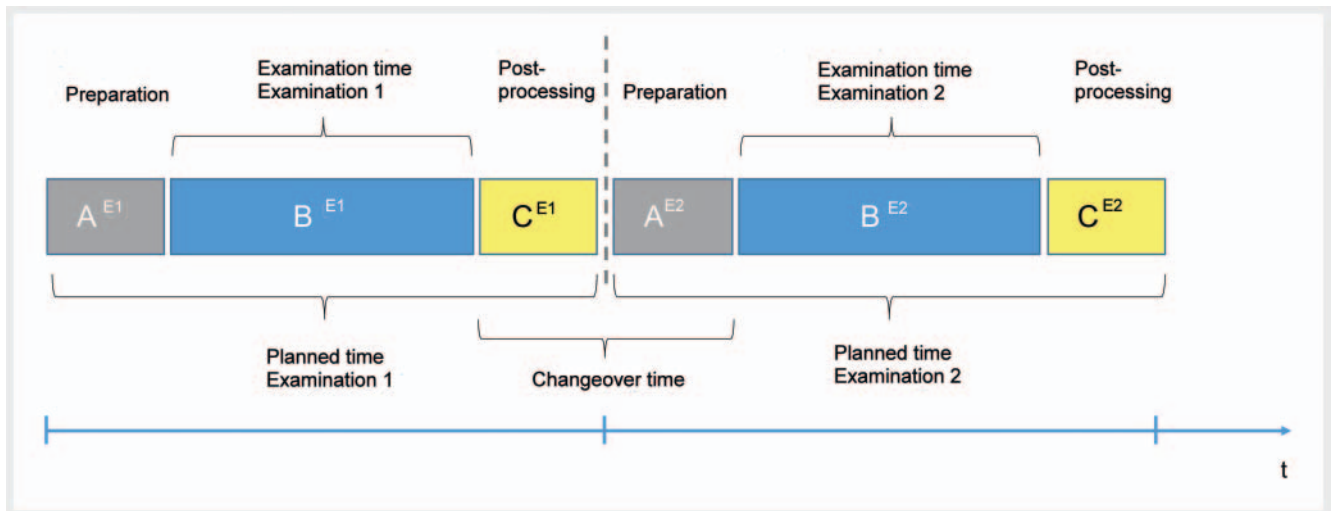 Preparation
Examination time
Examination 1
Post-
processing
Preparation
Examination time
Examination 2
Post-
processing
A E1
B E1
C E1
A E2
B E2
C E2
Planned time
Examination 1
Changeover time
Planned time
Examination 2
t